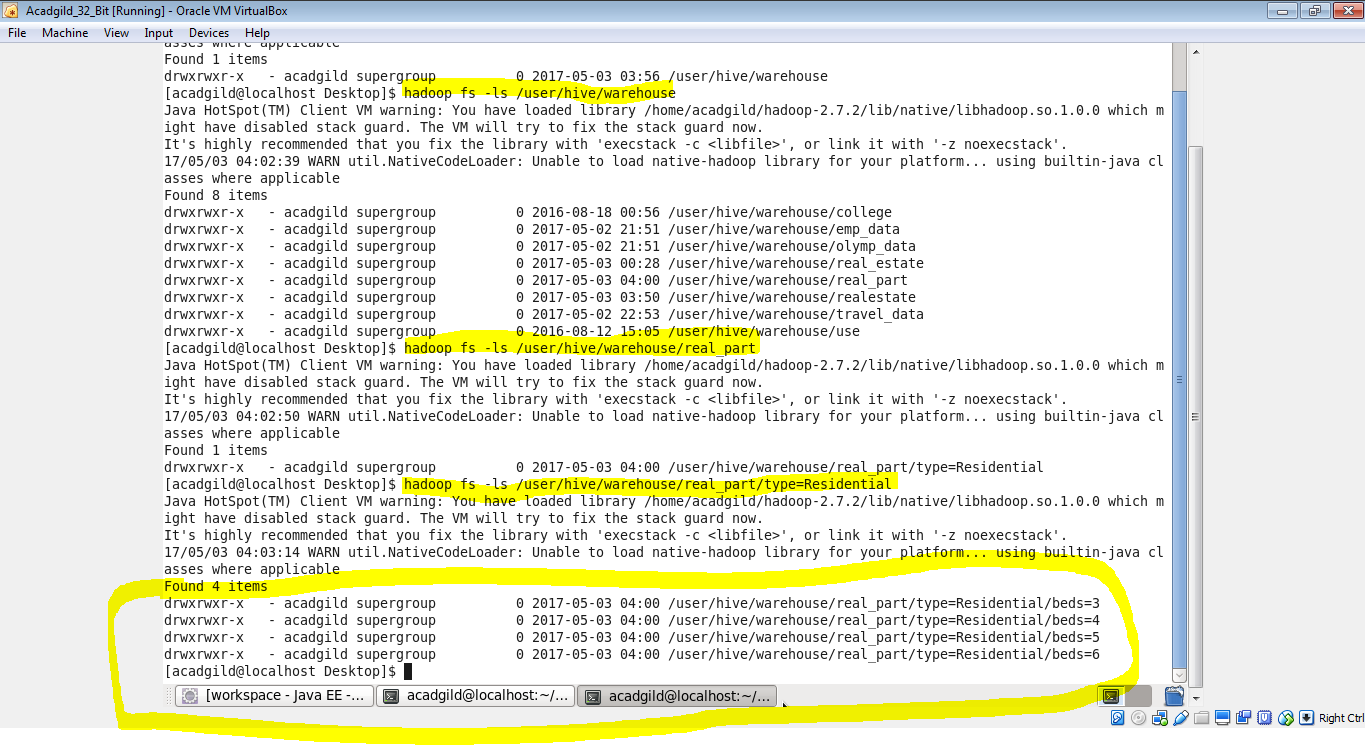 Acadgild_32_Bit [Running] - Oracle VM VirtualBox
File Machine View Input Devices Help
asses where applicable
Found 1 items
drwxrwxr-x   - acadgild supergroup          0 2017-05-03 03:56 /user/hive/warehouse
[acadgild@localhost Desktop]$ hadoop fs -ls /user/hive/warehouse
Java HotSpot(TM) Client VM warning: You have loaded library /home/acadgild/hadoop-2.7.2/lib/native/libhadoop.so.1.0.0 which m
ight have disabled stack guard. The VM will try to fix the stack guard now.
It's highly recommended that you fix the library with 'execstack -c <libfile>', or link it with '-z noexecstack'.
17/05/03 04:02:39 WARN util.NativeCodeLoader: Unable to load native-hadoop library for your platform... using builtin-java cl
asses where applicable
Found 8 items
drwxrwxr-x   - acadgild supergroup          0 2016-08-18 00:56 /user/hive/warehouse/college
drwxrwxr-x   - acadgild supergroup          0 2017-05-02 21:51 /user/hive/warehouse/emp_data
drwxrwxr-x   - acadgild supergroup          0 2017-05-02 21:51 /user/hive/warehouse/olymp_data
drwxrwxr-x   - acadgild supergroup          0 2017-05-03 00:28 /user/hive/warehouse/real_estate
drwxrwxr-x   - acadgild supergroup          0 2017-05-03 04:00 /user/hive/warehouse/real_part
drwxrwxr-x   - acadgild supergroup          0 2017-05-03 03:50 /user/hive/warehouse/realestate
drwxrwxr-x   - acadgild supergroup          0 2017-05-02 22:53 /user/hive/warehouse/travel_data
drwxrwxr-x   - acadgild supergroup          0 2016-08-12 15:05 /user/hive/warehouse/use
[acadgild@localhost Desktop]$ hadoop fs -ls /user/hive/warehouse/real_part
Java HotSpot(TM) Client VM warning: You have loaded library /home/acadgild/hadoop-2.7.2/lib/native/libhadoop.so.1.0.0 which m
ight have disabled stack guard. The VM will try to fix the stack guard now.
It's highly recommended that you fix the library with 'execstack -c <libfile>', or link it with '-z noexecstack'.
17/05/03 04:02:50 WARN util.NativeCodeLoader: Unable to load native-hadoop library for your platform... using builtin-java cl
asses where applicable
Found 1 items
drwxrwxr-x   - acadgild supergroup          0 2017-05-03 04:00 /user/hive/warehouse/real_part/type=Residential
[acadgild@localhost Desktop]$ hadoop fs -ls /user/hive/warehouse/real_part/type=Residential
Java HotSpot(TM) Client VM warning: You have loaded library /home/acadgild/hadoop-2.7.2/lib/native/libhadoop.so.1.0.0 which m
ight have disabled stack guard. The VM will try to fix the stack guard now.
It's highly recommended that you fix the library with 'execstack -c <libfile>', or link it with '-z noexecstack'.
17/05/03 04:03:14 WARN util.NativeCodeLoader: Unable to load native-hadoop library for your platform... using builtin-java cl
asses where applicable
Found 4 items
drwxrwxr-x   - acadgild supergroup          0 2017-05-03 04:00 /user/hive/warehouse/real_part/type=Residential/beds=3
drwxrwxr-x   - acadgild supergroup          0 2017-05-03 04:00 /user/hive/warehouse/real_part/type=Residential/beds=4
drwxrwxr-x   - acadgild supergroup          0 2017-05-03 04:00 /user/hive/warehouse/real_part/type=Residential/beds=5
drwxrwxr-x   - acadgild supergroup          0 2017-05-03 04:00 /user/hive/warehouse/real_part/type=Residential/beds=6
[acadgild@localhost Desktop]$
[workspace - Java EE -... acadgild@localhost:~/... acadgild@localhost:~/...
Right Ctrl